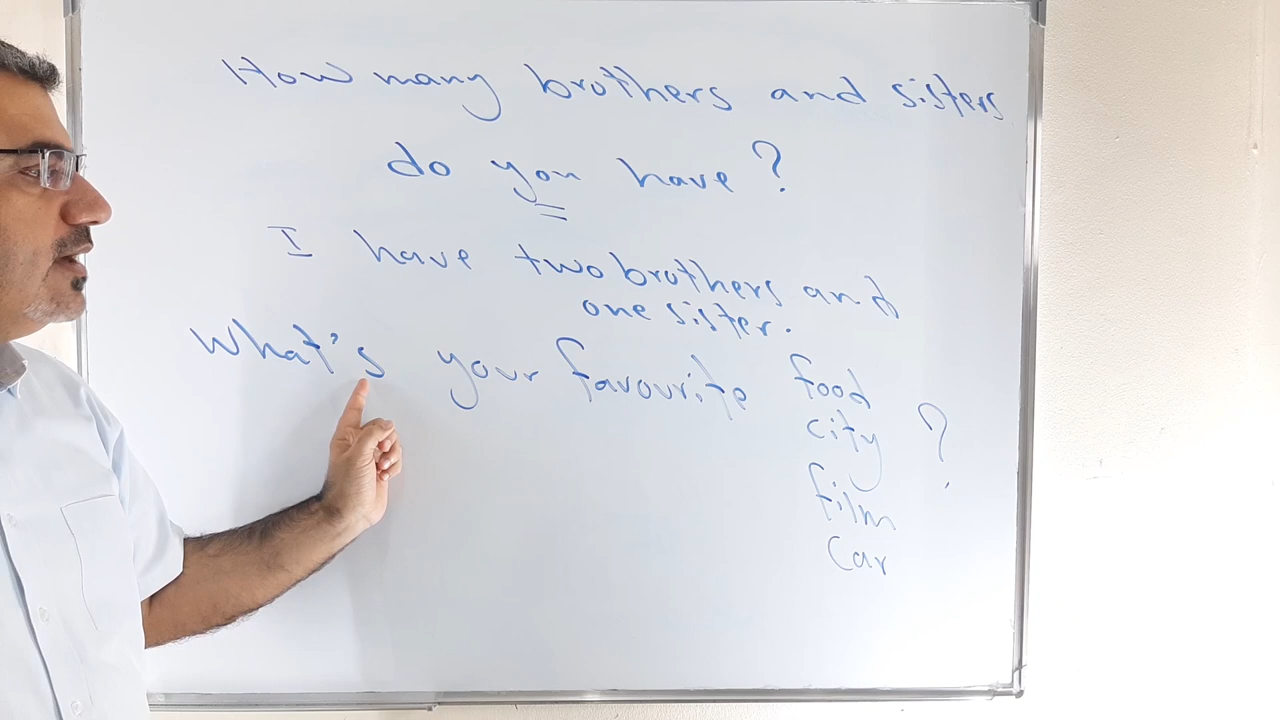 How many brothers and sisters
do you have?
I have two brothers and
one sister.
What's your favourite food
city ?
film
car